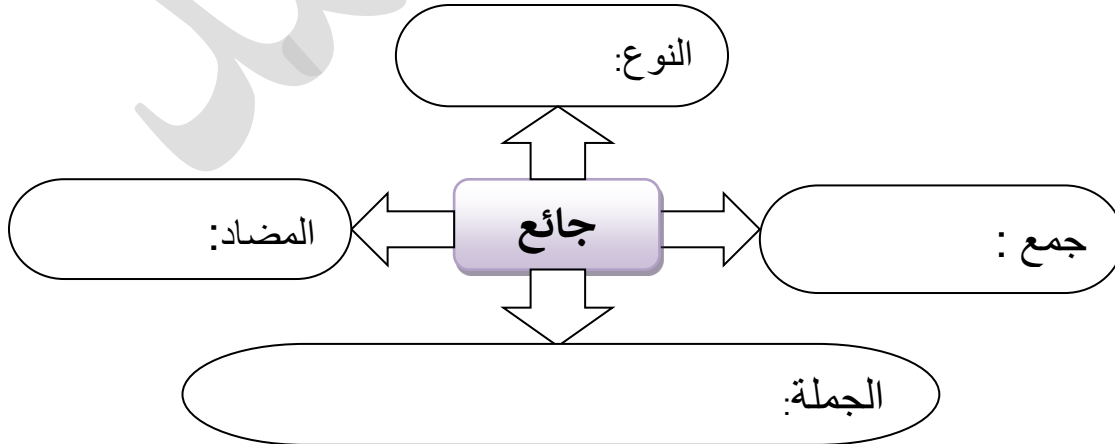 النوع:
جمع :
جائع
المضاد:
الجملة: